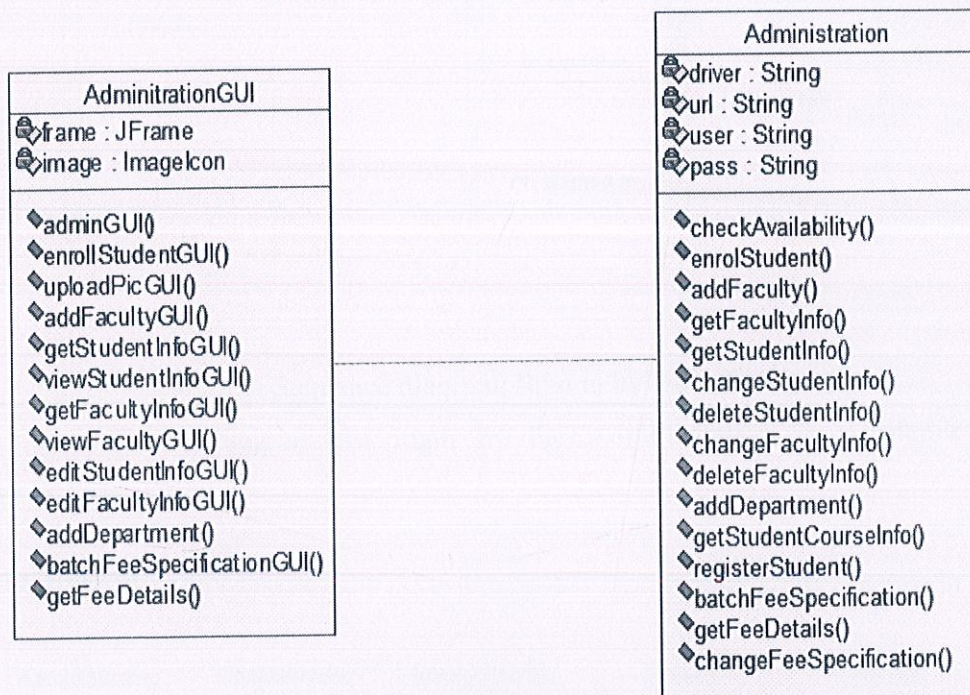 AdminitrationGUI
frame : JFrame
image : ImageIcon
adminGUI()
enrollStudentGUI()
uploadPicGUI()
addFacultyGUI()
getStudentInfoGUI()
viewStudentInfoGUI()
getFacultyInfoGUI()
viewFacultyGUI()
editStudentInfoGUI()
editFacultyInfoGUI()
addDepartment()
batchFeeSpecificationGUI()
getFeeDetails()
Administration
driver : String
url : String
user : String
pass : String
checkAvailability()
enrolStudent()
addFaculty()
getFacultyInfo()
getStudentInfo()
changeStudentInfo()
deleteStudentInfo()
changeFacultyInfo()
deleteFacultyInfo()
addDepartment()
getStudentCourseInfo()
registerStudent()
batchFeeSpecification()
getFeeDetails()
changeFeeSpecification()